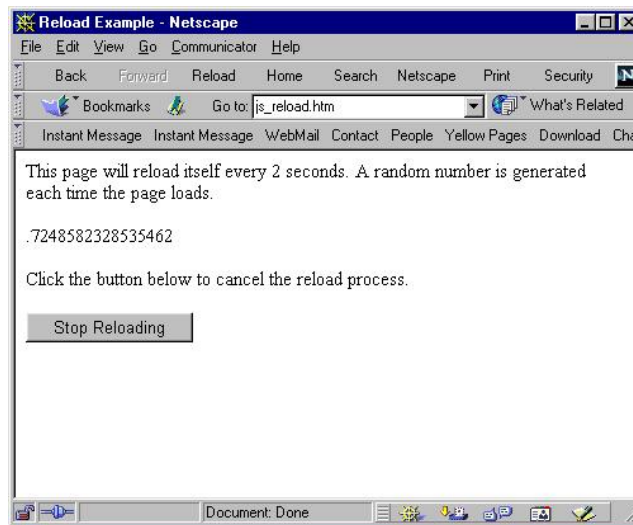 Reload Example - Netscape
File Edit View Go Communicator Help
Back Forward Reload Home Search Netscape Print Security N
Bookmarks Go to: js_reload.htm What's Related
Instant Message Instant Message WebMail Contact People Yellow Pages Download Cha
This page will reload itself every 2 seconds. A random number is generated
each time the page loads.
.7248582328535462
Click the button below to cancel the reload process.
Stop Reloading
Document: Done